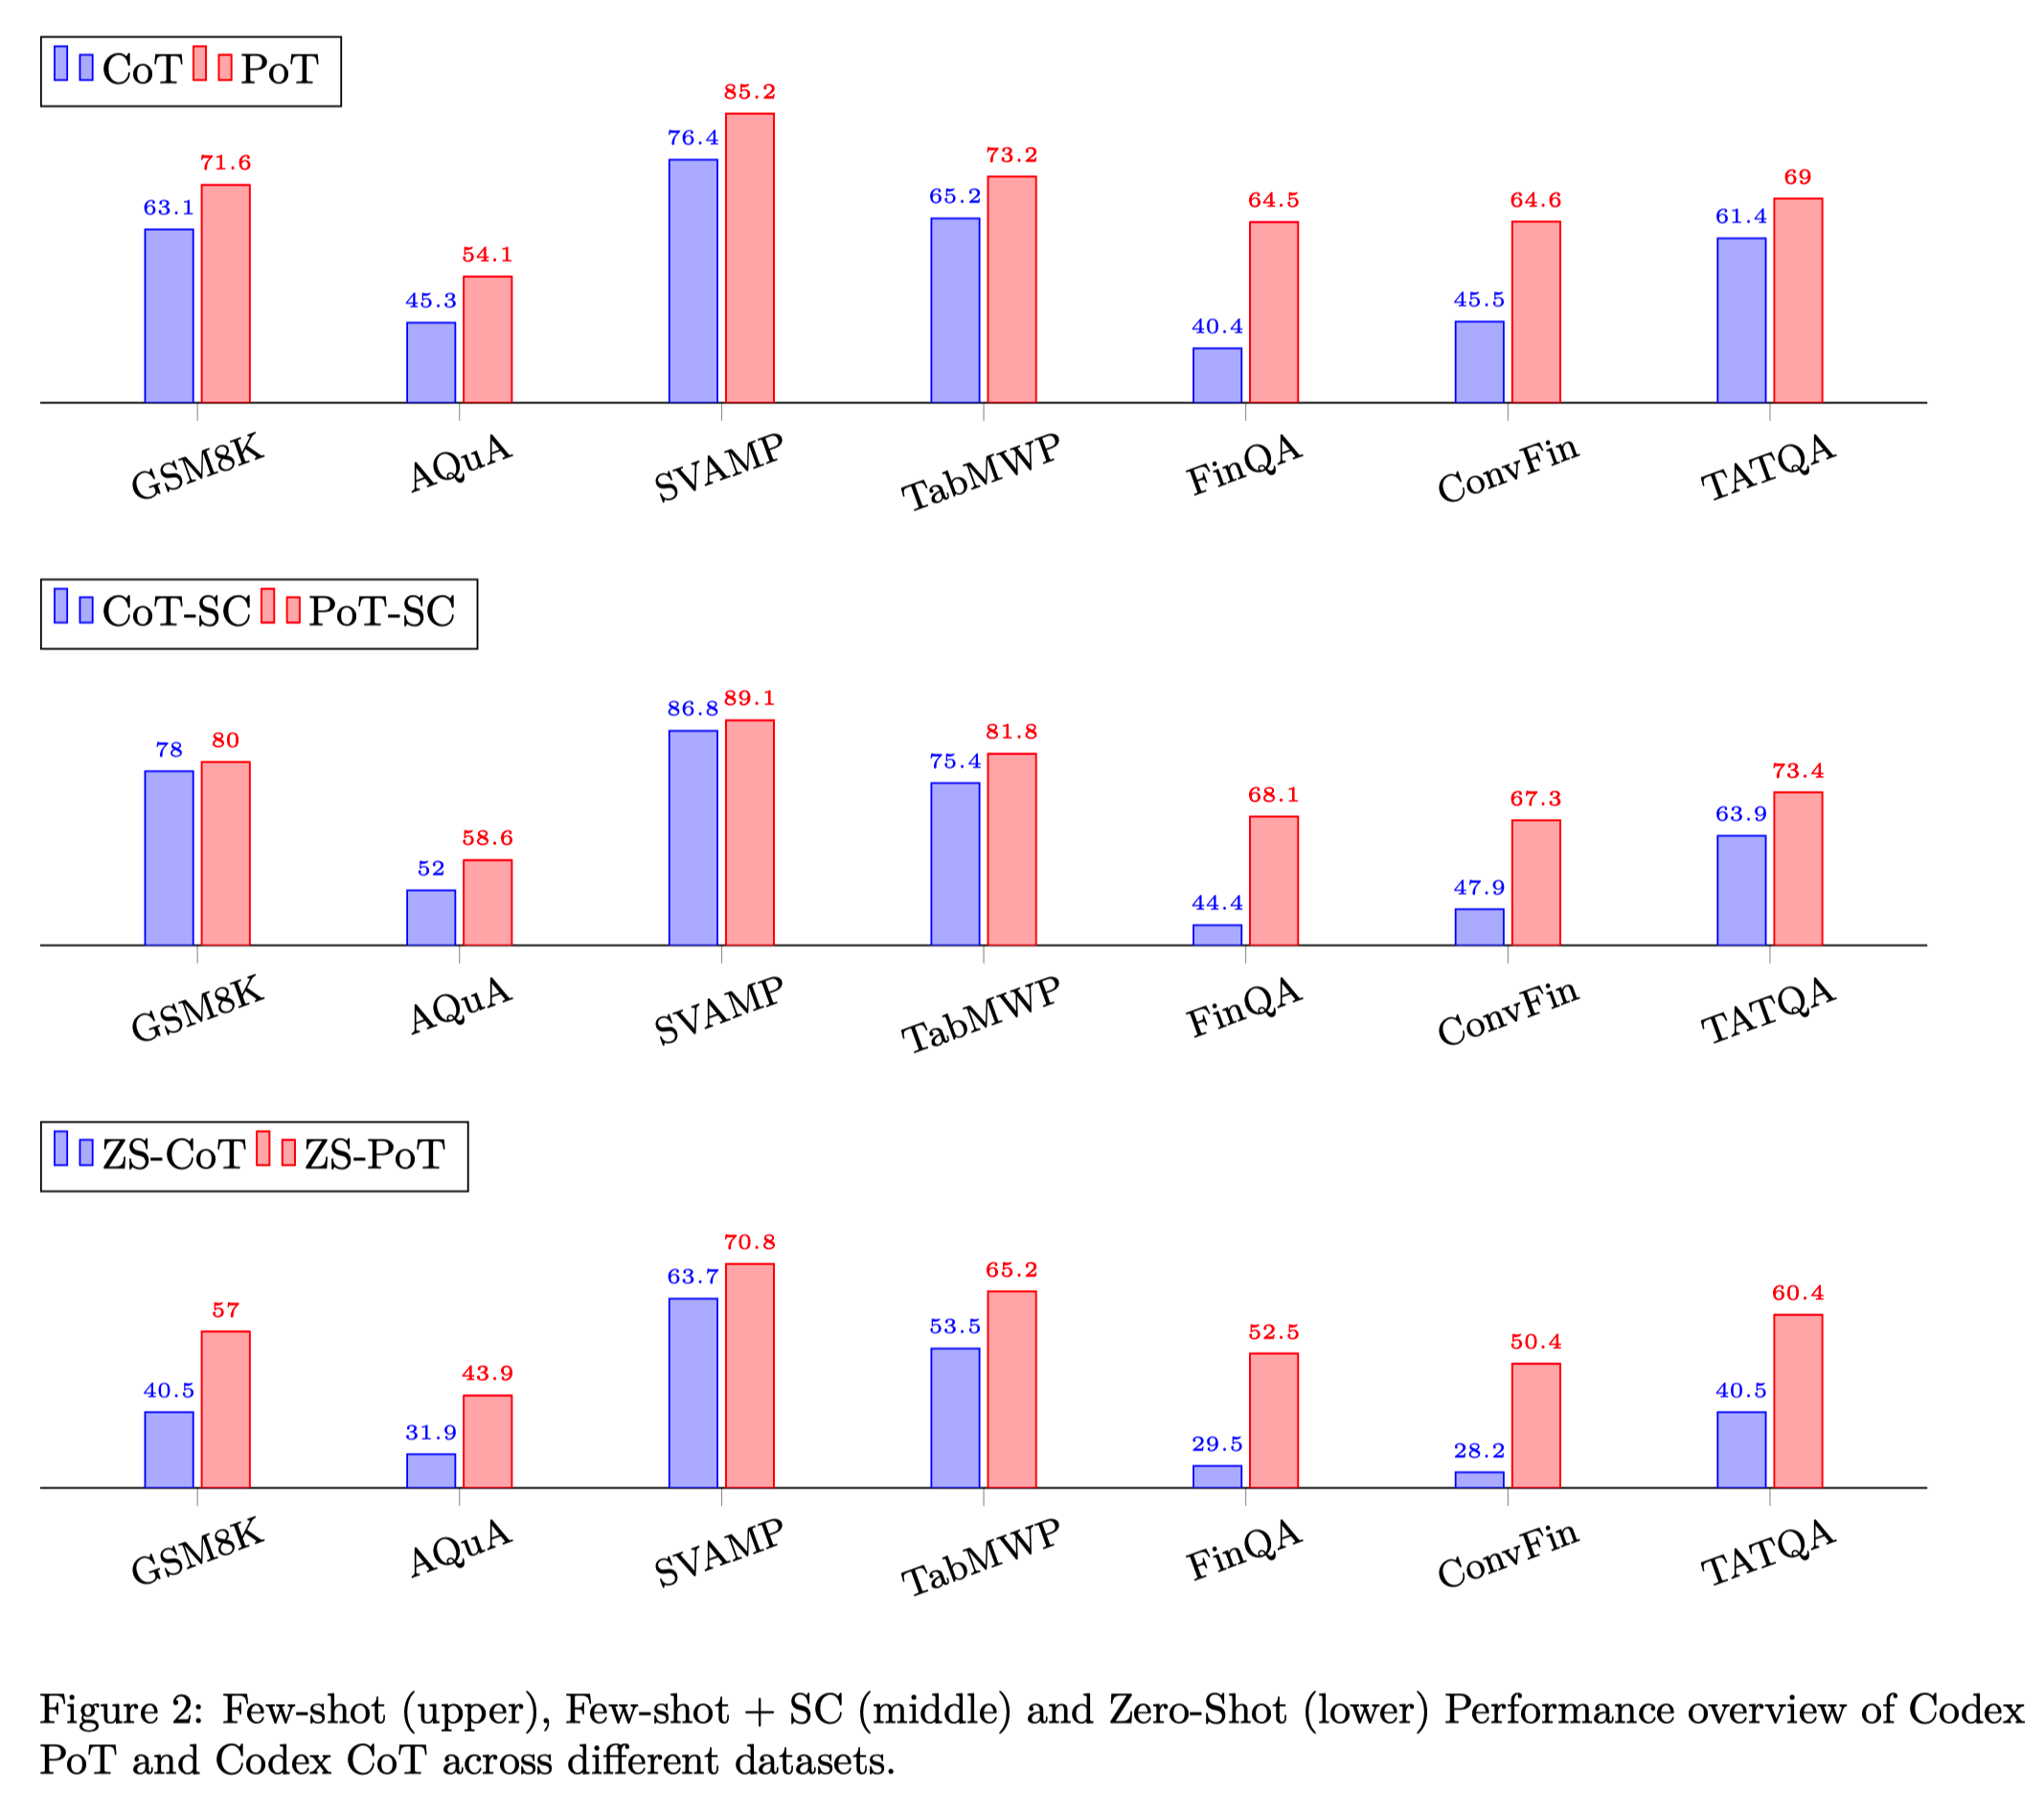 CoT PoT
63.1 71.6 45.3 54.1 76.4 85.2 65.2 73.2 40.4 64.5 45.5 64.6 61.4 69
GSM8K AQuA SVAMP TabMWP FinQA ConvFin TATQA
CoT-SC PoT-SC
78 80 52 58.6 86.8 89.1 75.4 81.8 44.4 68.1 47.9 67.3 63.9 73.4
GSM8K AQuA SVAMP TabMWP FinQA ConvFin TATQA
ZS-CoT ZS-PoT
40.5 57 31.9 43.9 63.7 70.8 53.5 65.2 29.5 52.5 28.2 50.4 40.5 60.4
GSM8K AQuA SVAMP TabMWP FinQA ConvFin TATQA
Figure 2: Few-shot (upper), Few-shot + SC (middle) and Zero-Shot (lower) Performance overview of Codex
PoT and Codex CoT across different datasets.